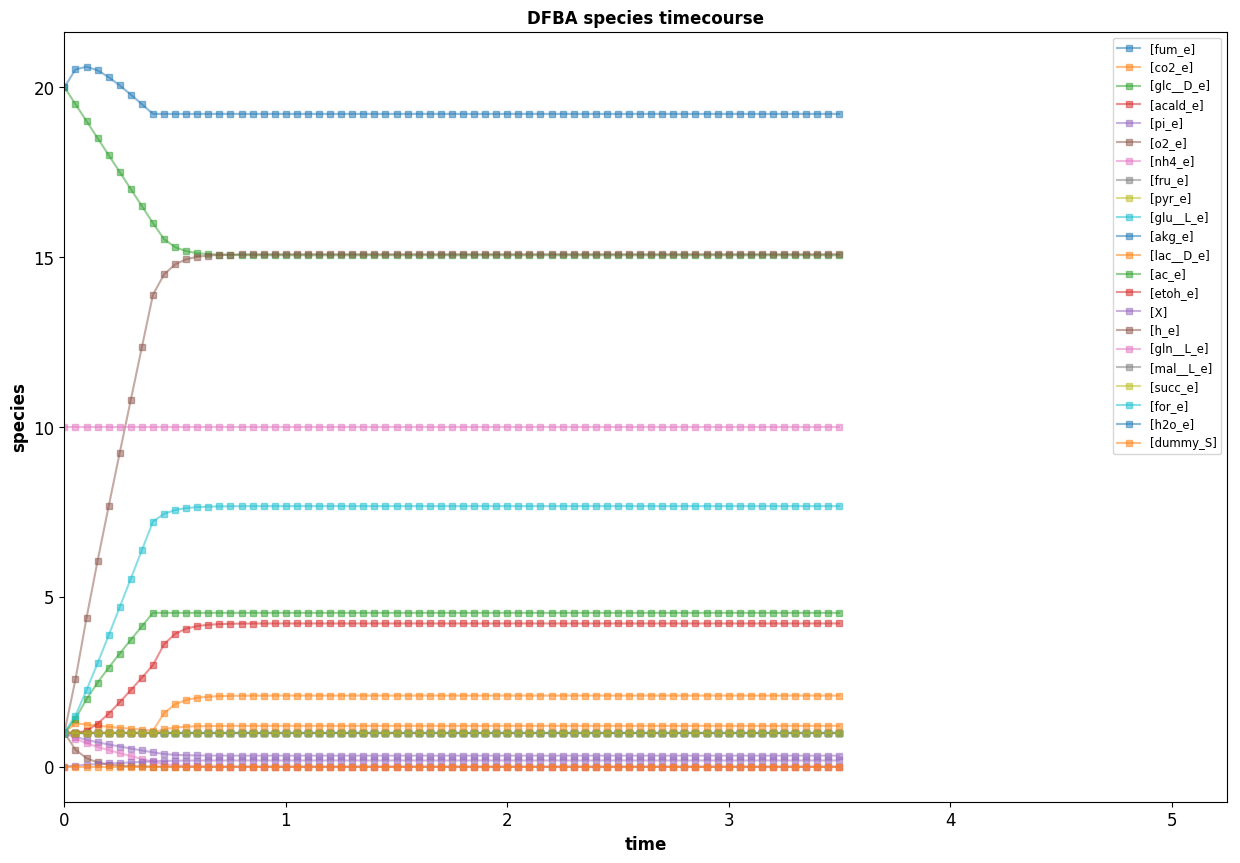 DFBA species timecourse
[fum_e]
[co2_e]
[glc__D_e]
[acald_e]
[pi_e]
[o2_e]
[nh4_e]
[fru_e]
[pyr_e]
[glu__L_e]
[akg_e]
[lac__D_e]
[ac_e]
[etoh_e]
[X]
[h_e]
[gln__L_e]
[mal__L_e]
[succ_e]
[for_e]
[h2o_e]
[dummy_S]
20
15
10
5
0
species
0 1 2 3 4 5
time